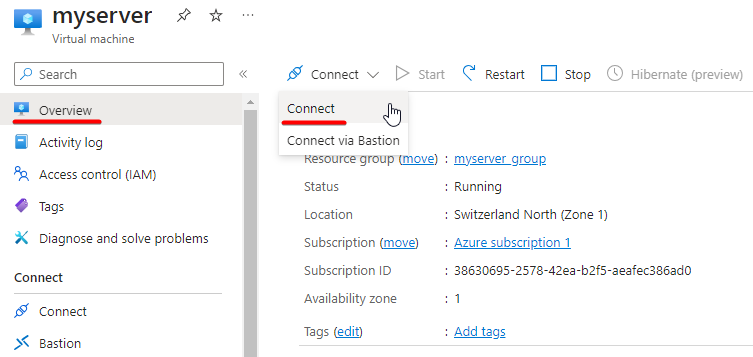 myserver
Virtual machine
Search
Overview
Activity log
Access control (IAM)
Tags
Diagnose and solve problems
Connect
Connect
Bastion
Connect Start Restart Stop Hibernate (preview)
Connect
Connect via Bastion
Resource group (move) : myserver_group
Status : Running
Location : Switzerland North (Zone 1)
Subscription (move) : Azure subscription 1
Subscription ID : 38630695-2578-42ea-b2f5-aeafec386ad0
Availability zone : 1
Tags (edit) : Add tags